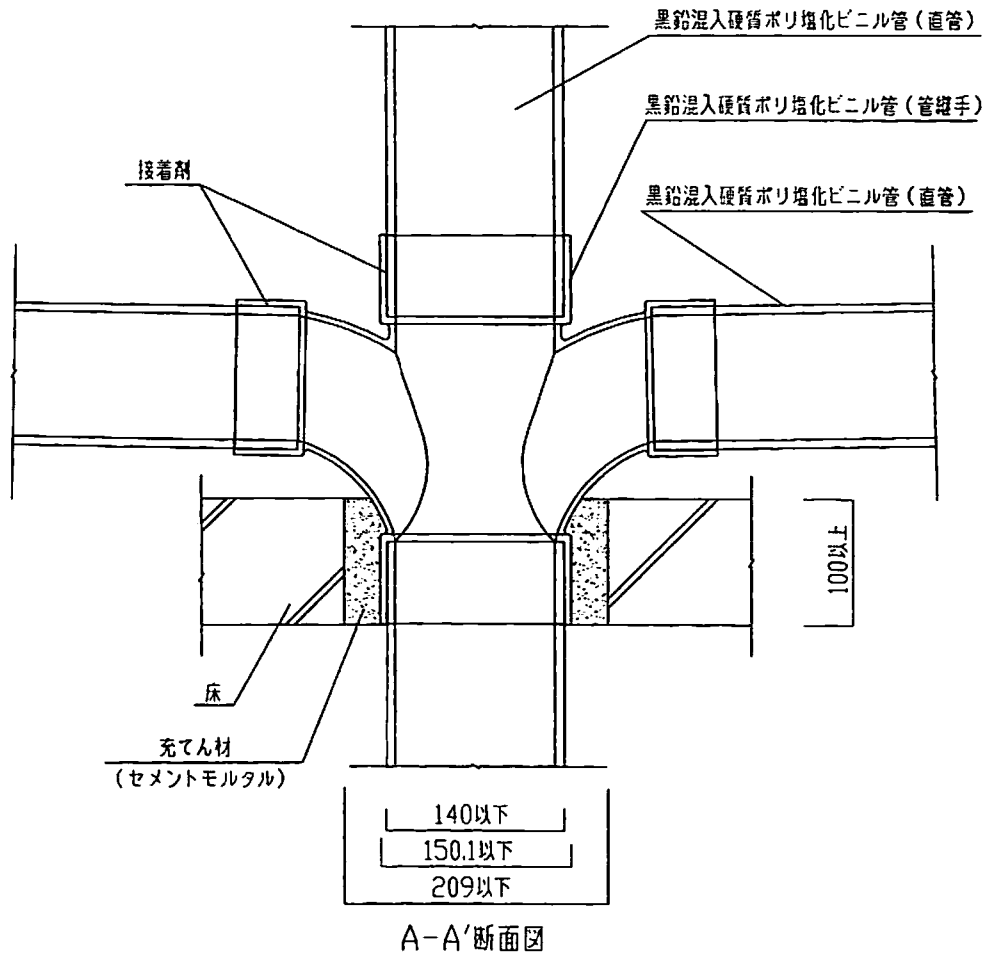 黒鉛混入硬質ポリ塩化ビニル管(直管)
黒鉛混入硬質ポリ塩化ビニル管(管継手)
接着剤
黒鉛混入硬質ポリ塩化ビニル管(直管)
100以上
床
充てん材
(セメントモルタル)
140以下
150.1以下
209以下
A-A'断面図